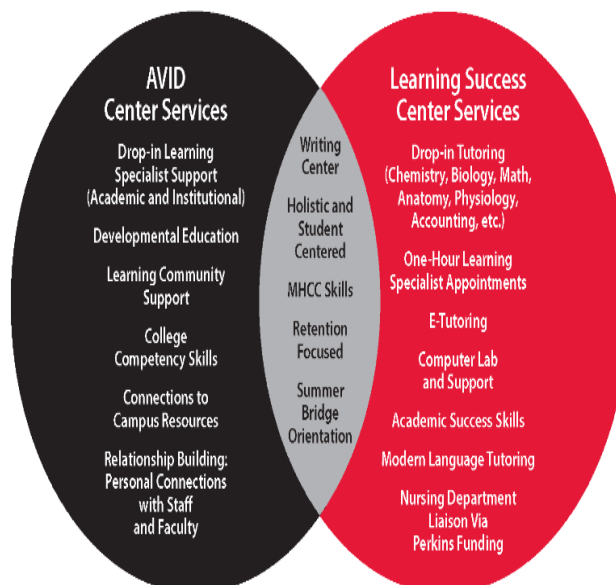 AVID
Center Services
Drop-in Learning
Specialist Support
(Academic and Institutional)
Developmental Education
Learning Community
Support
College
Competency Skills
Connections to
Campus Resources
Relationship Building:
Personal Connections
with Staff
and Faculty
Writing
Center
Holistic and
Student
Centered
MHCC Skills
Retention
Focused
Summer
Bridge
Orientation
Learning Success
Center Services
Drop-in Tutoring
(Chemistry, Biology, Math,
Anatomy, Physiology,
Accounting, etc.)
One-Hour Learning
Specialist Appointments
E-Tutoring
Computer Lab
and Support
Academic Success Skills
Modern Language Tutoring
Nursing Department
Liaison Via
Perkins Funding